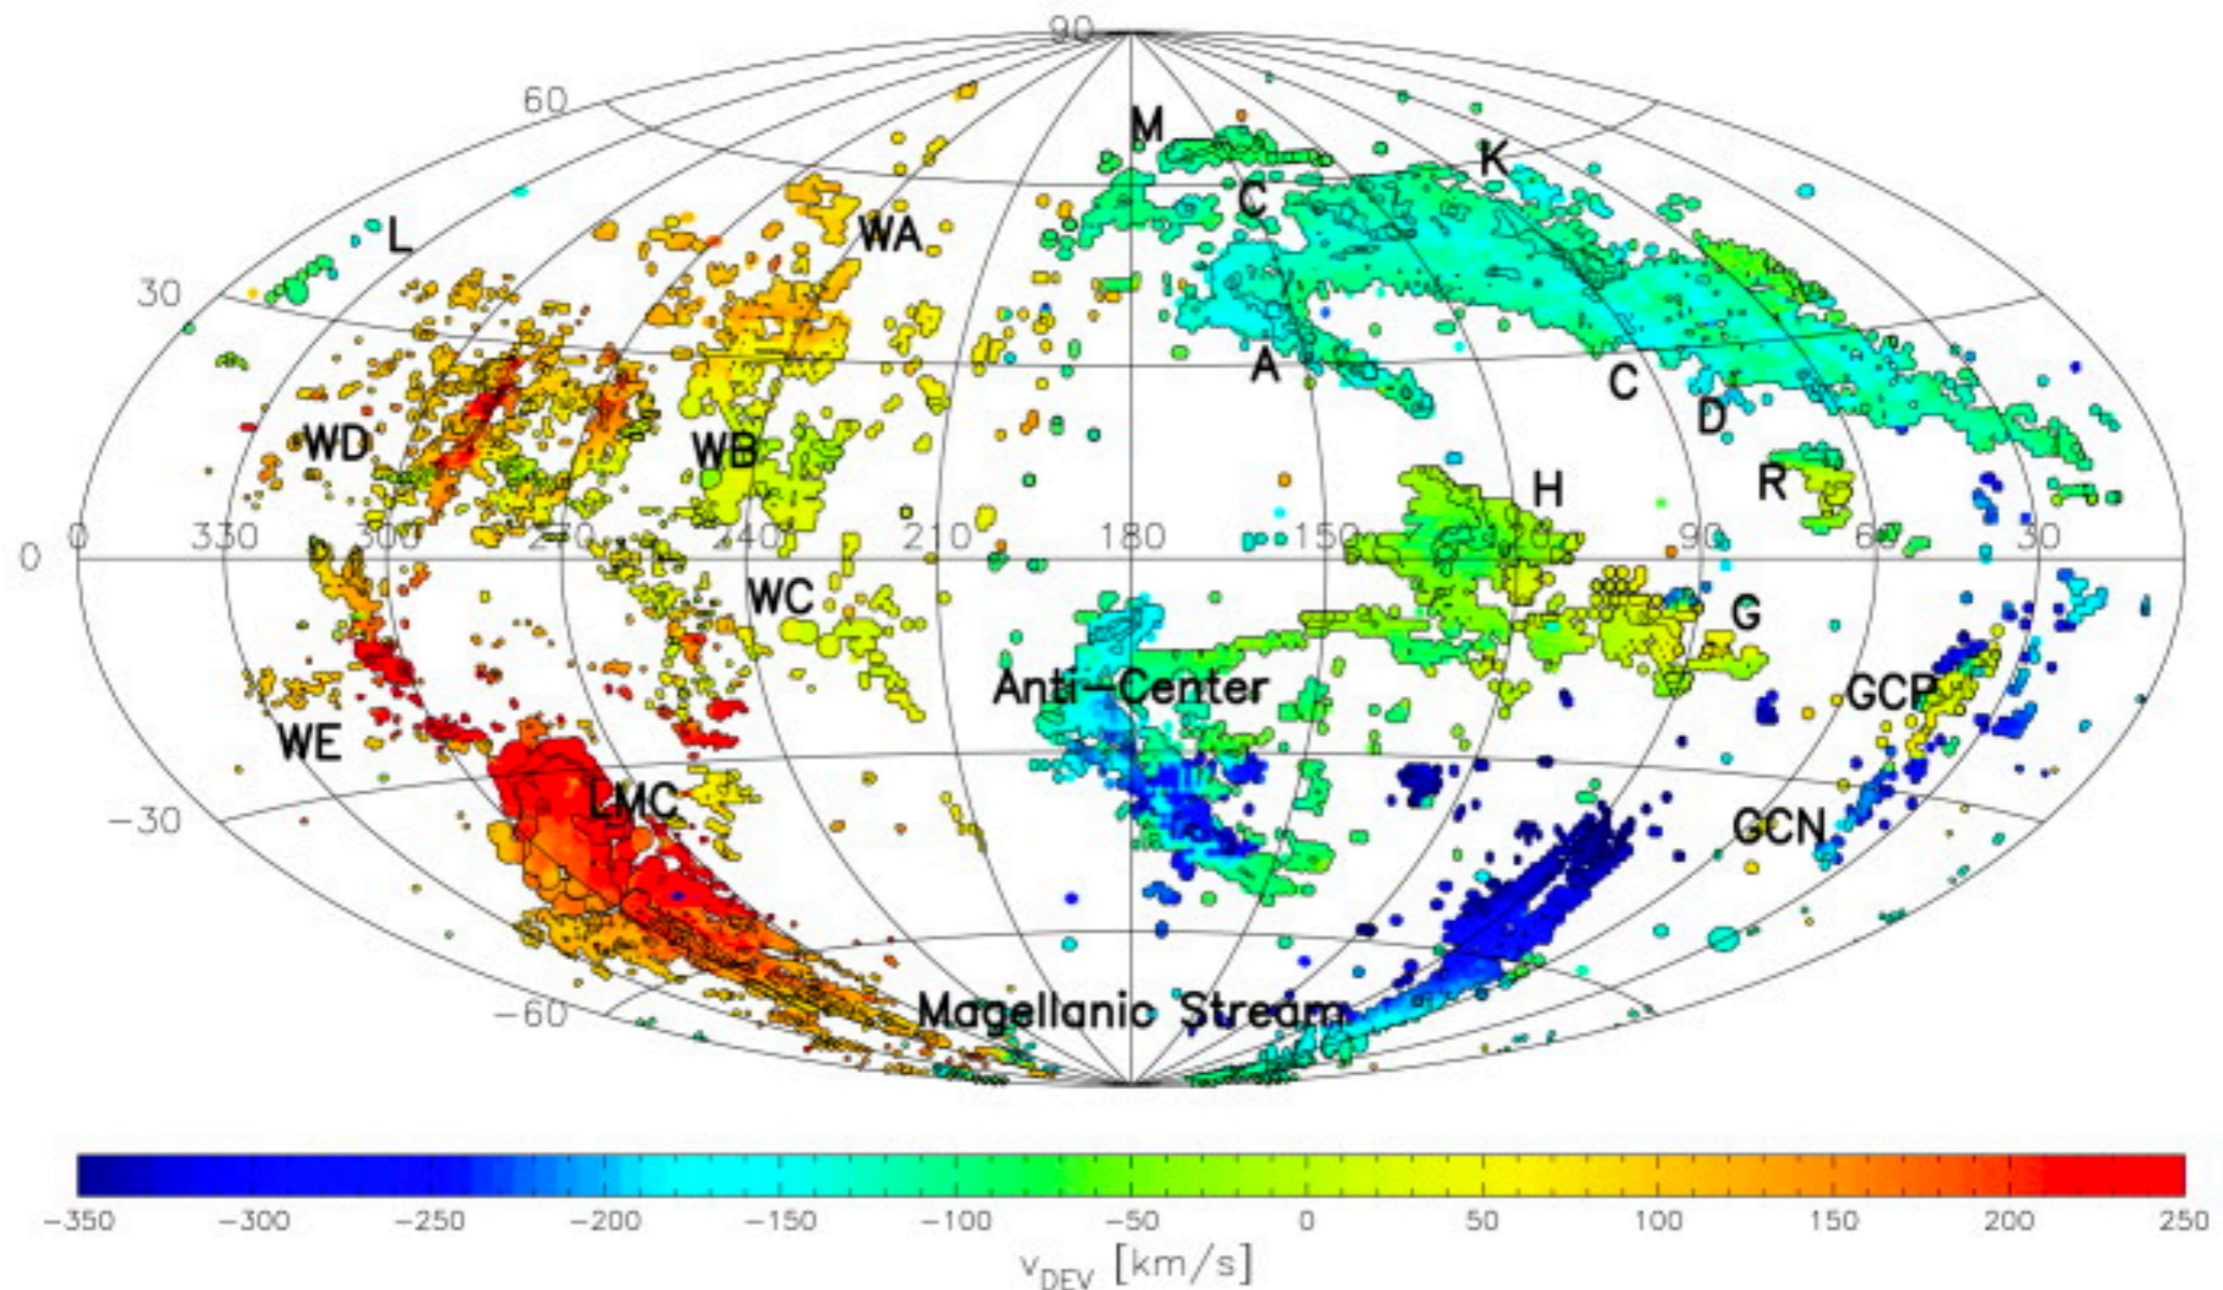 90
60
M
K
C
L
WA
30
A
C
D
WD
WB
R
H
0
0 330 300 270 240 210 180 150 120 90 60 30
WC
G
Anti-Center
GCP
WE
LMC
-30
GCN
Magellanic Stream
-60
-350 -300 -250 -200 -150 -100 -50 0 50 100 150 200 250
vDEV [km/s]